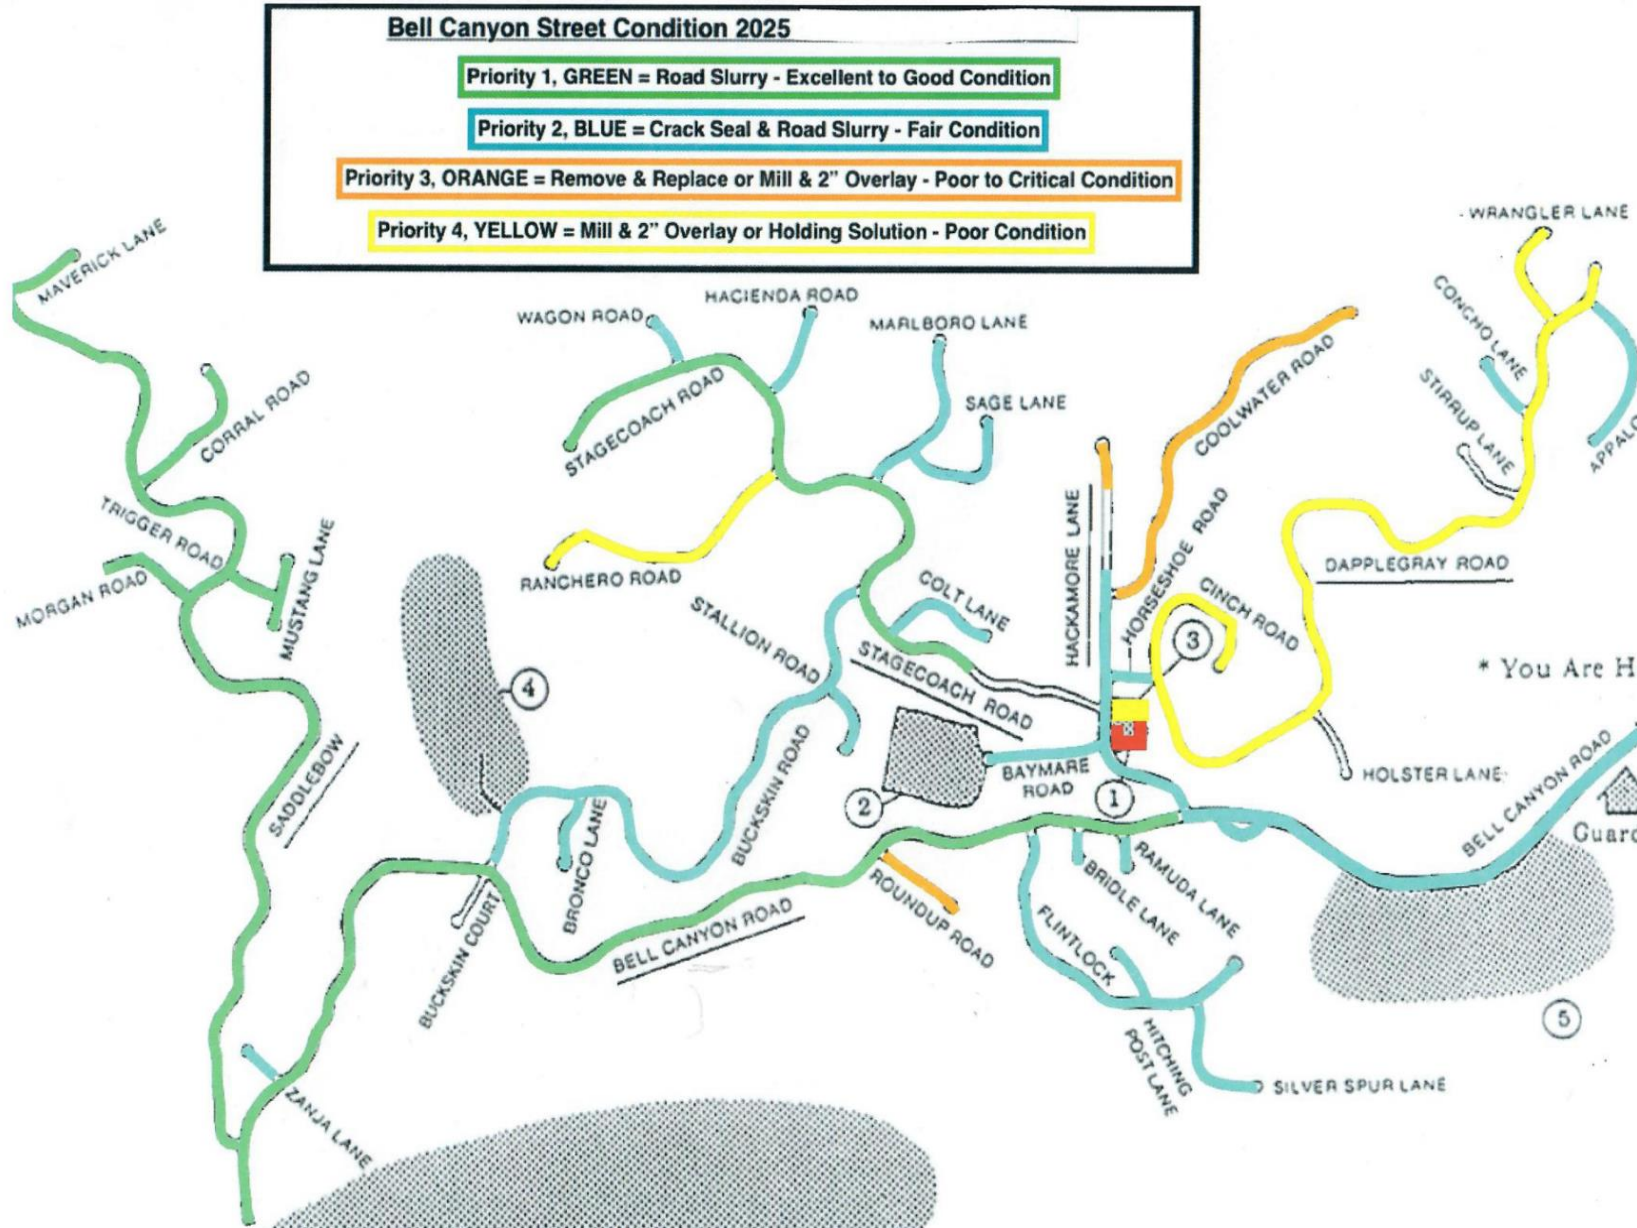 Bell Canyon Street Condition 2025
Priority 1, GREEN = Road Slurry - Excellent to Good Condition
Priority 2, BLUE = Crack Seal & Road Slurry - Fair Condition
Priority 3, ORANGE = Remove & Replace or Mill & 2” Overlay - Poor to Critical Condition
Priority 4, YELLOW = Mill & 2” Overlay or Holding Solution - Poor Condition
WRANGLER LANE
MAVERICK LANE
HACIENDA ROAD
WAGON ROAD
MARLBORO LANE
CONCHO LANE
COOLWATER ROAD
CORRAL ROAD
STAGECOACH ROAD
SAGE LANE
STIRRUP LANE
TRIGGER ROAD
HACKAMORE LANE
HORSESHOE ROAD
MUSTANG LANE
MORGAN ROAD
RANCHERO ROAD
DAPPLEGRAY ROAD
COLT LANE
CINCH ROAD
STALLION ROAD
3
STAGECOACH ROAD
* You Are H
4
SADDLEBOW
BUCKSKIN ROAD
BAYMARE
ROAD
HOLSTER LANE
BELL CANYON ROAD
2
1
Guar
BRONCO LANE
RAMUDA LANE
BRIDLE LANE
ROUNDUP ROAD
BUCKSKIN COURT
BELL CANYON ROAD
FLINTLOCK
5
HITCHING
POST LANE
SILVER SPUR LANE
ZANJA LANE